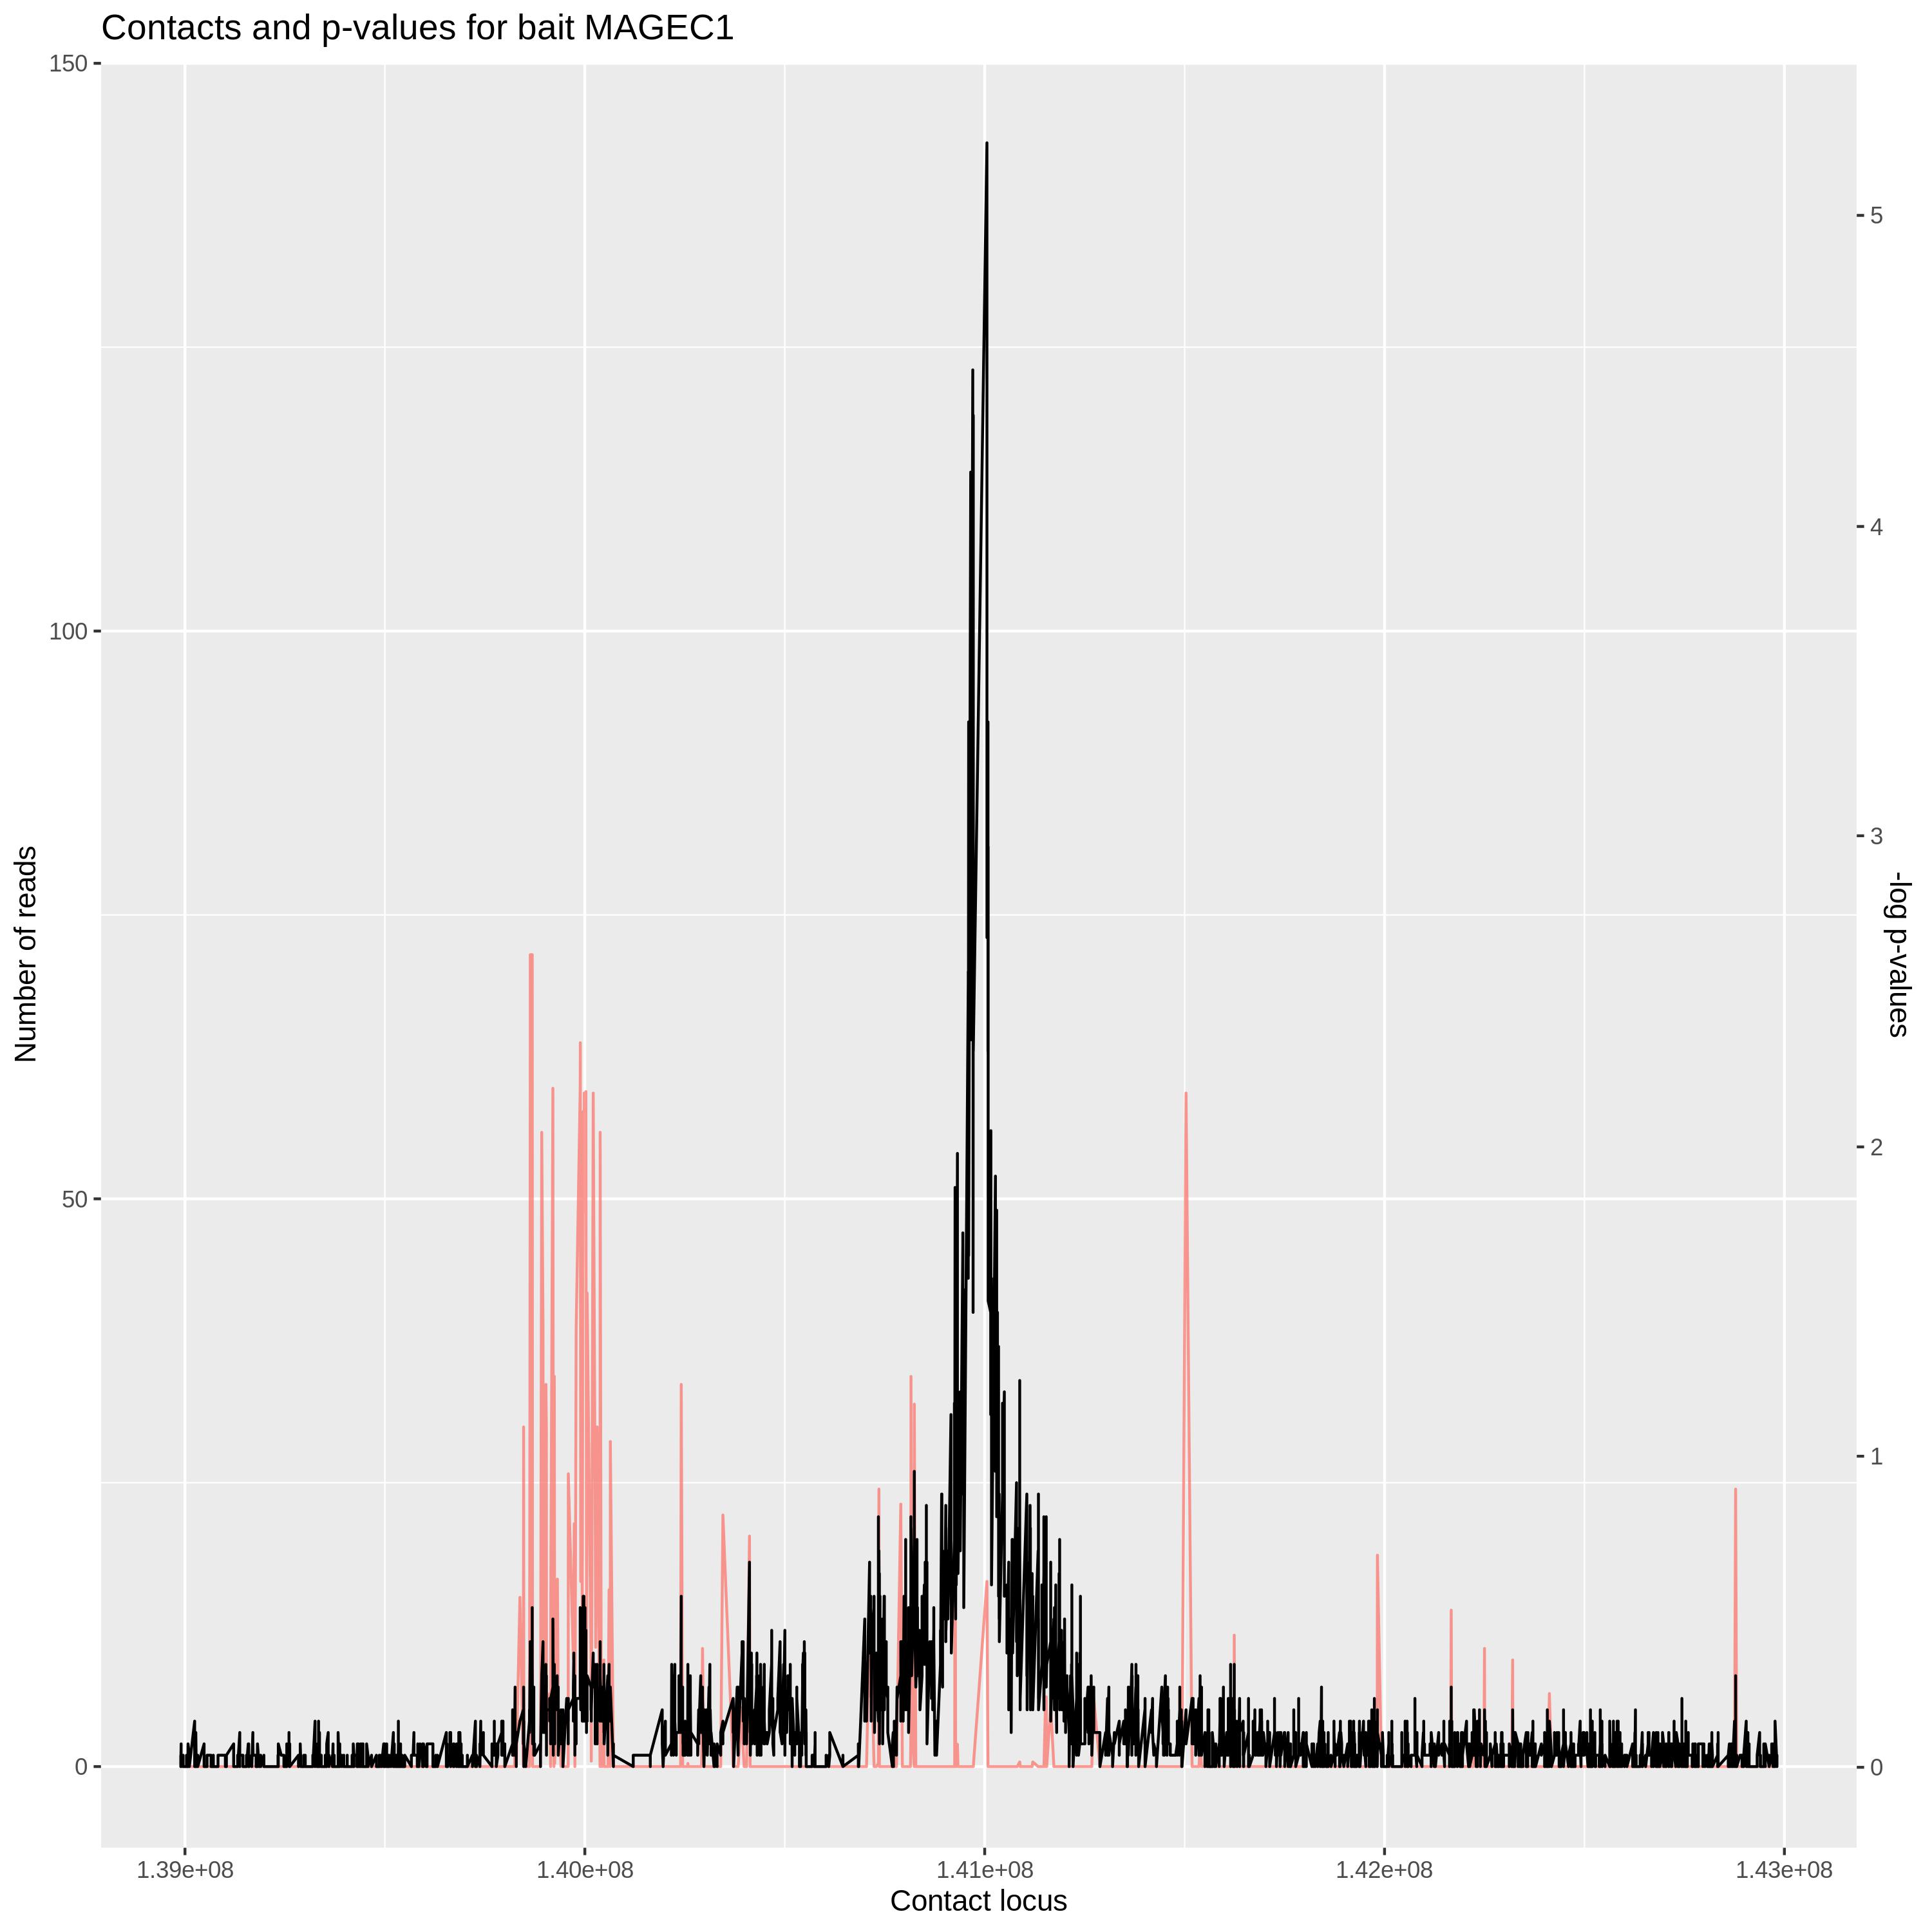 Contacts and p-values for bait MAGEC1
150
100
50
0
Number of reads
5
4
3
2
1
0
-log p-values
1.39e+08
1.40e+08
1.41e+08
1.42e+08
1.43e+08
Contact locus